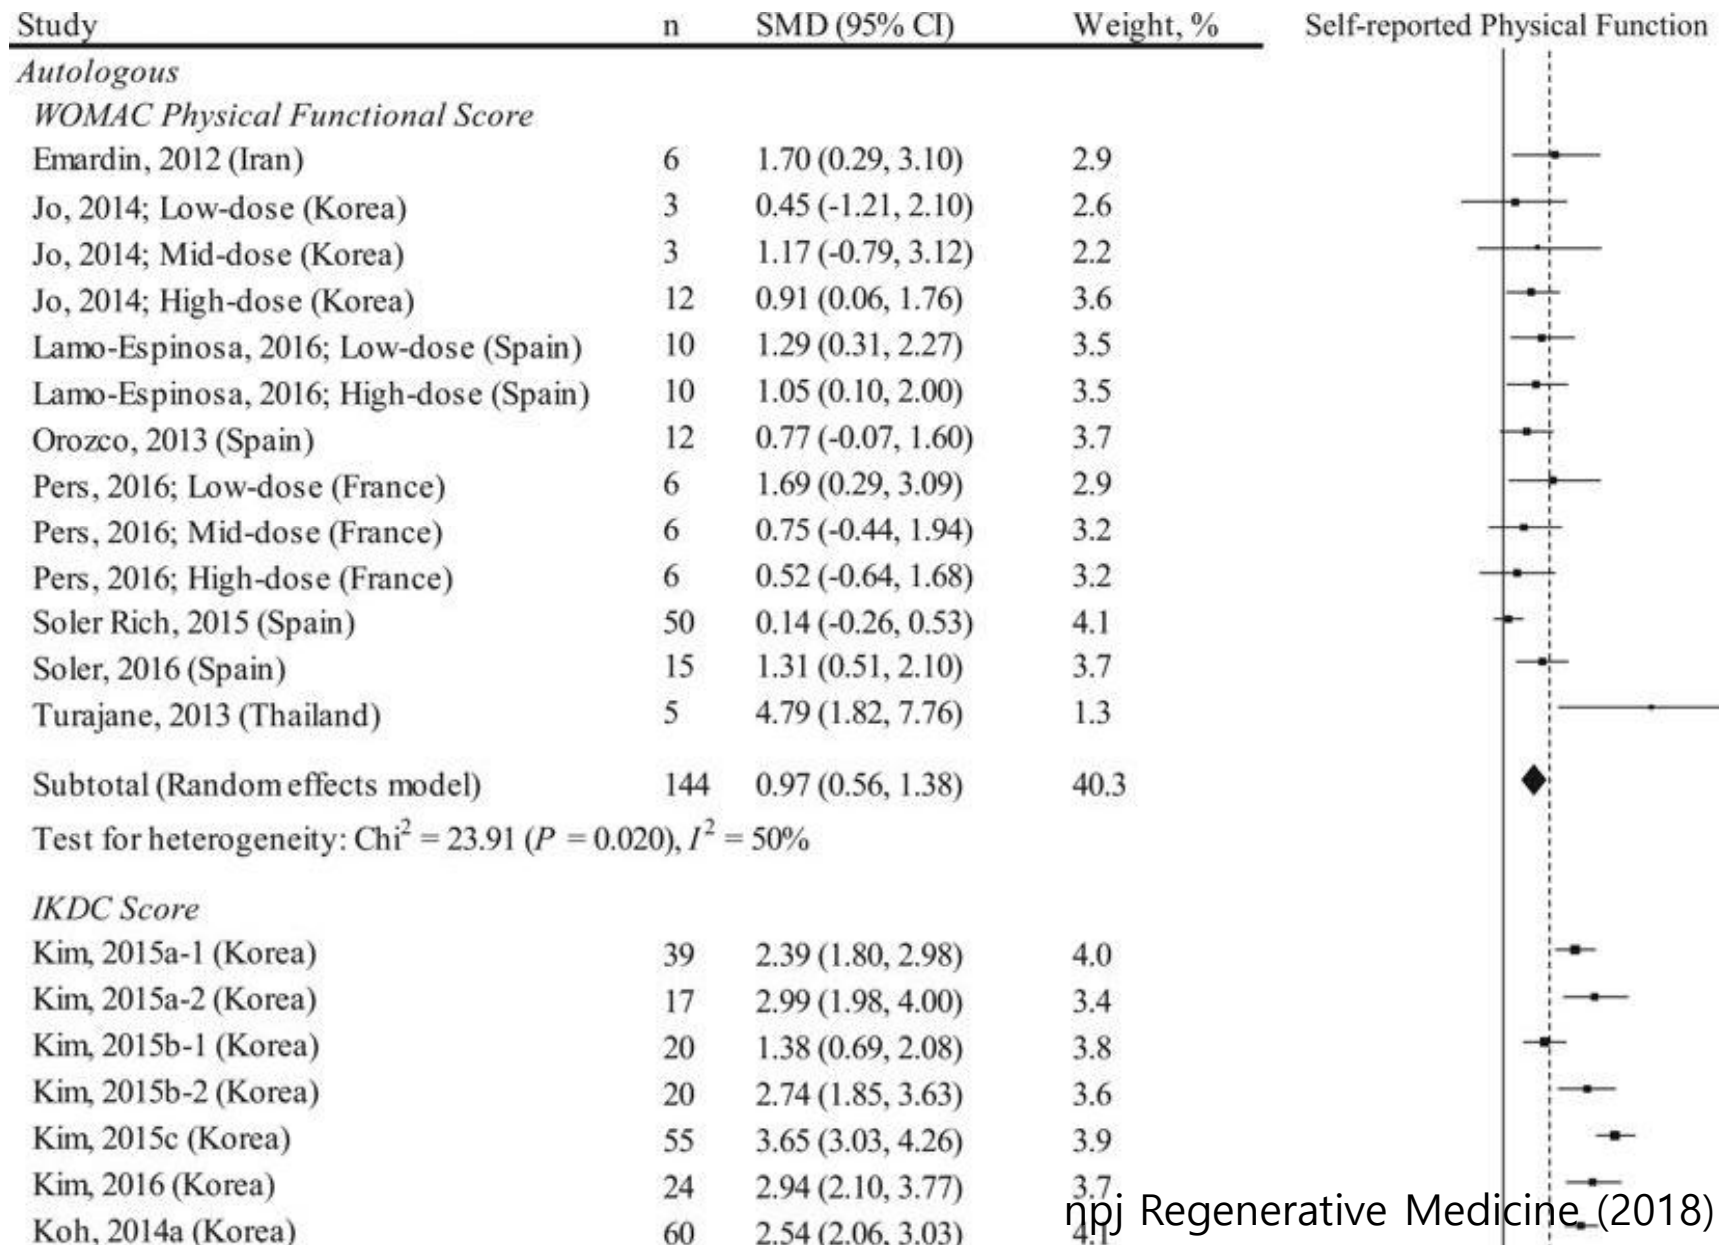 Study n SMD (95% CI) Weight, % Self-reported Physical Function
Autologous
WOMAC Physical Functional Score
Emardin, 2012 (Iran) 6 1.70 (0.29, 3.10) 2.9
Jo, 2014; Low-dose (Korea) 3 0.45 (-1.21, 2.10) 2.6
Jo, 2014; Mid-dose (Korea) 3 1.17 (-0.79, 3.12) 2.2
Jo, 2014; High-dose (Korea) 12 0.91 (0.06, 1.76) 3.6
Lamo-Espinosa, 2016; Low-dose (Spain) 10 1.29 (0.31, 2.27) 3.5
Lamo-Espinosa, 2016; High-dose (Spain) 10 1.05 (0.10, 2.00) 3.5
Orozco, 2013 (Spain) 12 0.77 (-0.07, 1.60) 3.7
Pers, 2016; Low-dose (France) 6 1.69 (0.29, 3.09) 2.9
Pers, 2016; Mid-dose (France) 6 0.75 (-0.44, 1.94) 3.2
Pers, 2016; High-dose (France) 6 0.52 (-0.64, 1.68) 3.2
Soler Rich, 2015 (Spain) 50 0.14 (-0.26, 0.53) 4.1
Soler, 2016 (Spain) 15 1.31 (0.51, 2.10) 3.7
Turajane, 2013 (Thailand) 5 4.79 (1.82, 7.76) 1.3
Subtotal (Random effects model) 144 0.97 (0.56, 1.38) 40.3
Test for heterogeneity: Chi² = 23.91 (P = 0.020), I² = 50%
IKDC Score
Kim, 2015a-1 (Korea) 39 2.39 (1.80, 2.98) 4.0
Kim, 2015a-2 (Korea) 17 2.99 (1.98, 4.00) 3.4
Kim, 2015b-1 (Korea) 20 1.38 (0.69, 2.08) 3.8
Kim, 2015b-2 (Korea) 20 2.74 (1.85, 3.63) 3.6
Kim, 2015c (Korea) 55 3.65 (3.03, 4.26) 3.9
Kim, 2016 (Korea) 24 2.94 (2.10, 3.77) 3.7
Koh, 2014a (Korea) 60 2.54 (2.06, 3.03) 4.1
npj Regenerative Medicine (2018)